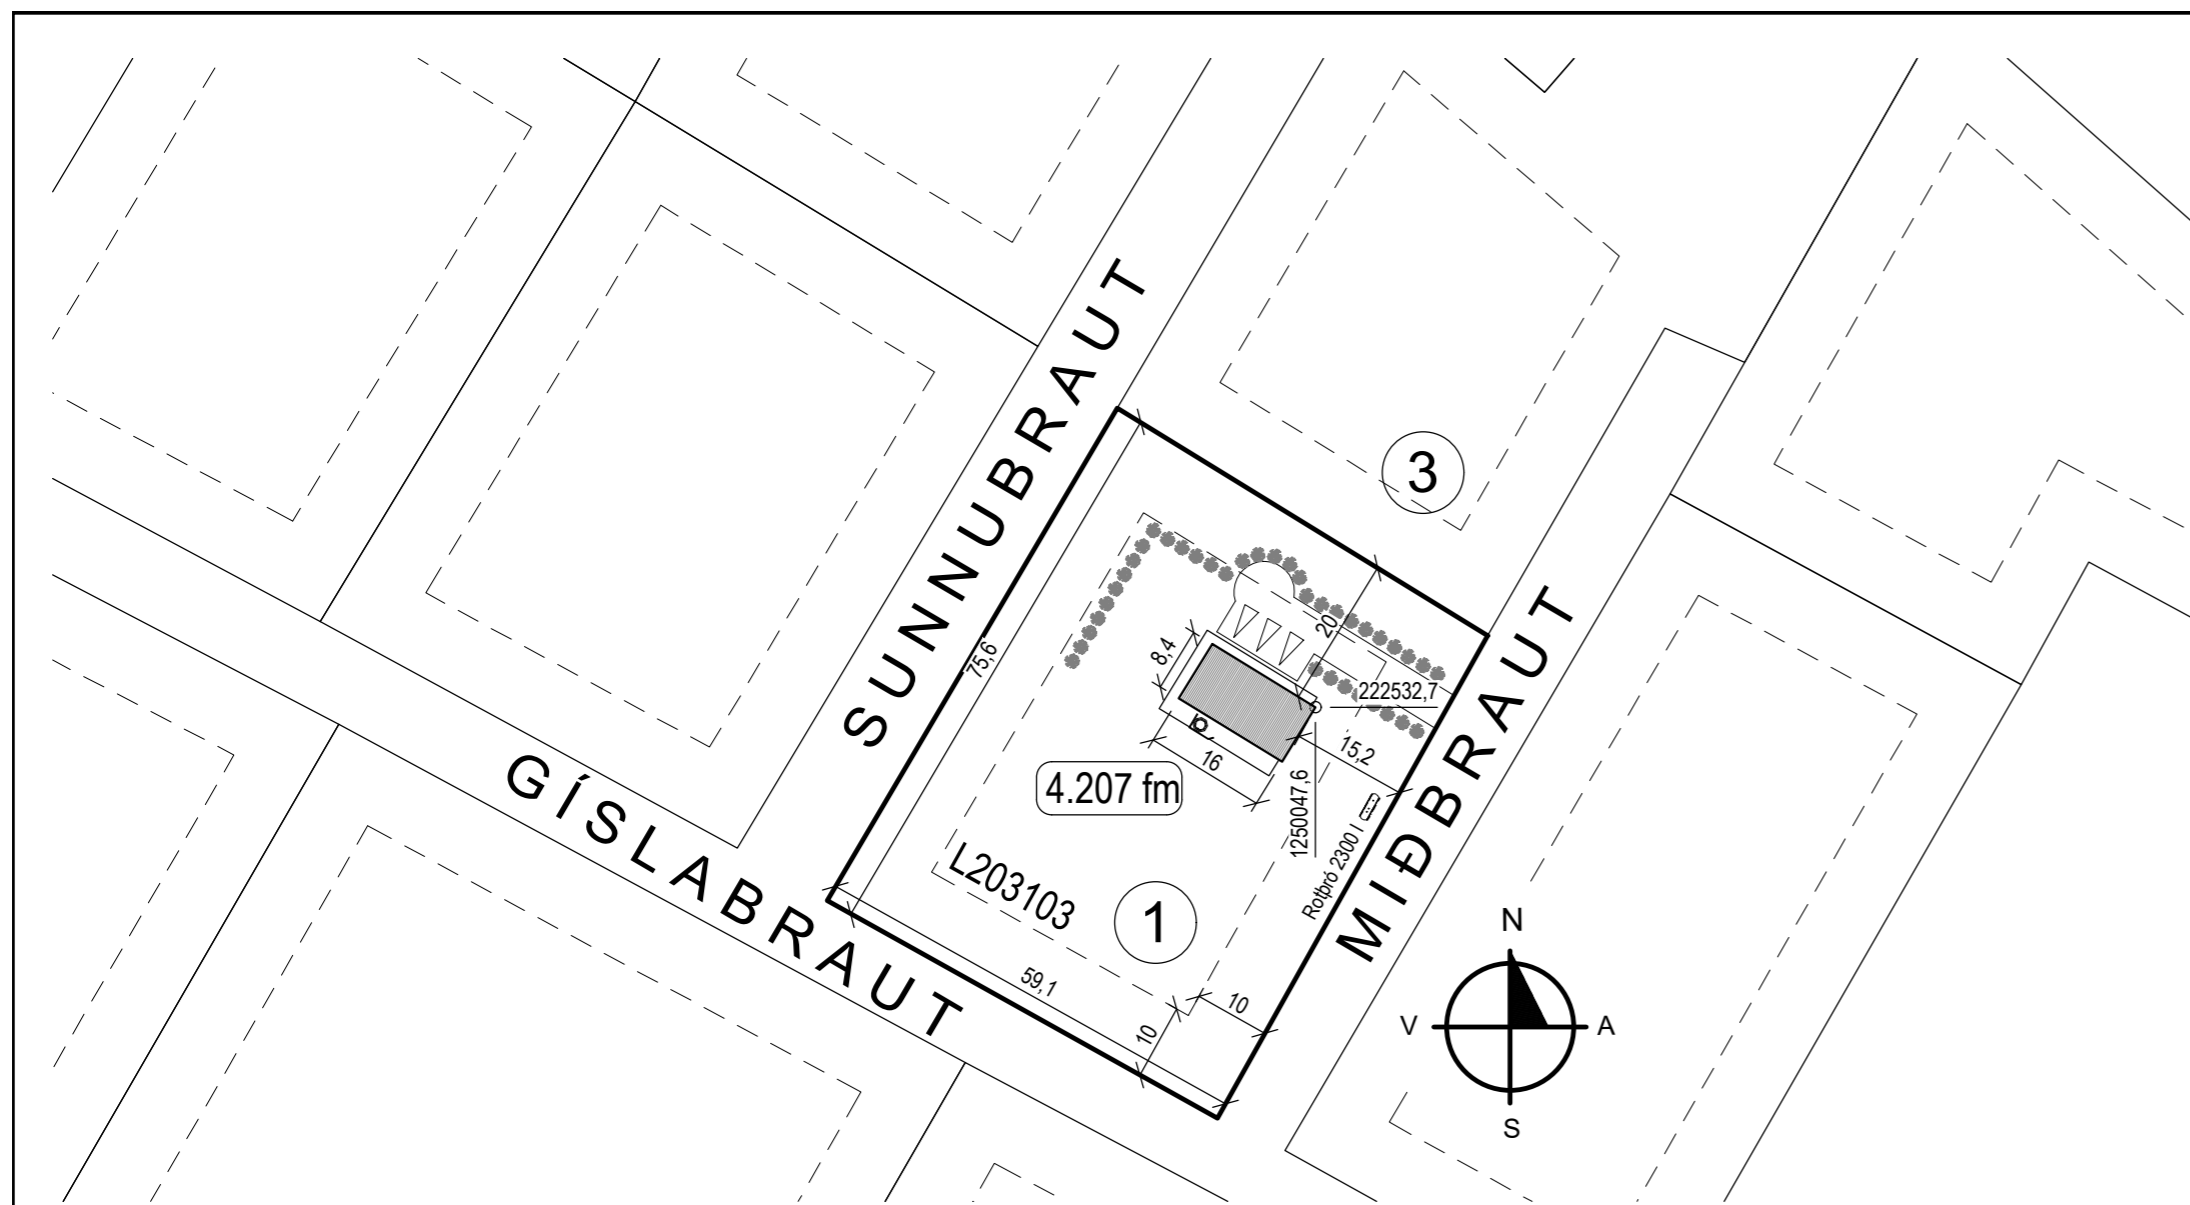 SUNNUBRAUT
3
20
75,6
8,4
222532,7
15,2
16
4.207 fm
1250047,6
GÍSLABRAUT
Rotþró 2300 l
MIÐBRAUT
L203103
1
N
59,1
10
10
V
A
S